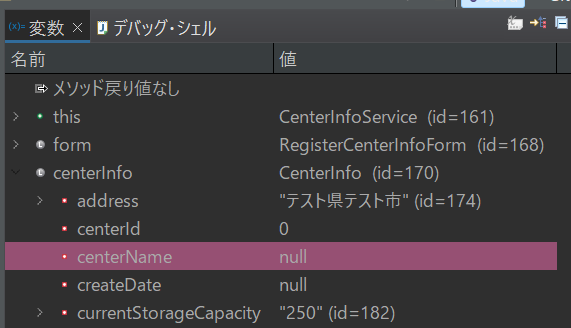 (x)= 変数 × デバッグ・シェル
名前 値
メソッド戻り値なし
this CenterInfoService (id=161)
form RegisterCenterInfoForm (id=168)
centerInfo CenterInfo (id=170)
address "テスト県テスト市" (id=174)
centerId 0
centerName null
createDate null
currentStorageCapacity "250" (id=182)